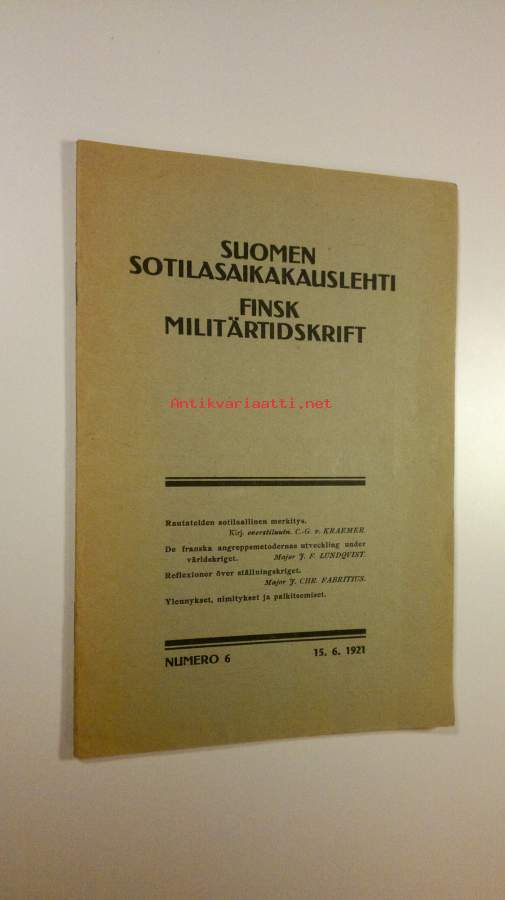 SUOMEN
SOTILASAIKAKAUSLEHTI
FINSK
MILITÄRTIDSKRIFT
Antikvariaatti.net
Rautateiden sotilaallinen merkitys.
Kirj. everstiluutn. C.-G. v. KRAEMER.
De franska angreppsmetodernas utveckling under
världskriget. Major J. F. LUNDQVIST.
Reflexioner över ställningskriget.
Major J. CHR. FABRITIUS.
Ylennykset, nimitykset ja palkitsemiset.
NUMERO 6 15. 6. 1921